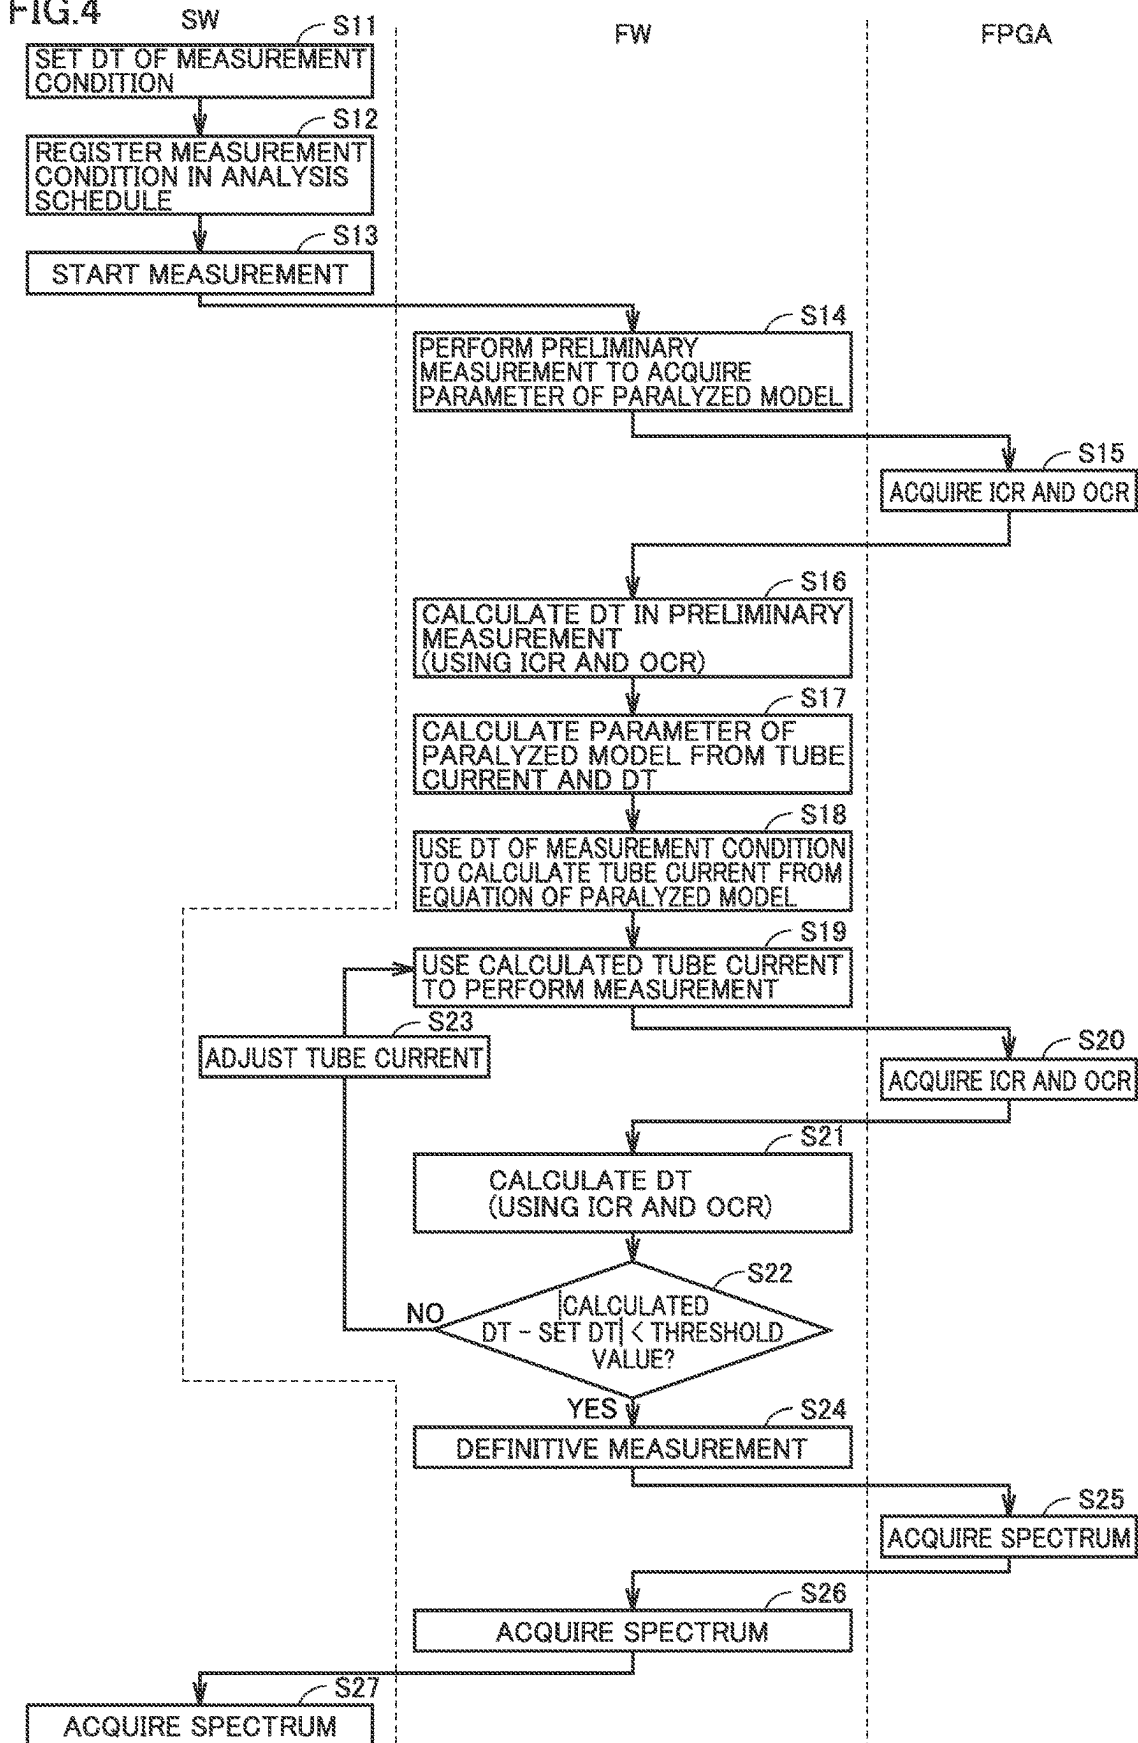 FIG.4
SW
FW
FPGA
S11
SET DT OF MEASUREMENT
CONDITION
S12
REGISTER MEASUREMENT
CONDITION IN ANALYSIS
SCHEDULE
S13
START MEASUREMENT
S14
PERFORM PRELIMINARY
MEASUREMENT TO ACQUIRE
PARAMETER OF PARALYZED MODEL
S15
ACQUIRE ICR AND OCR
S16
CALCULATE DT IN PRELIMINARY
MEASUREMENT
(USING ICR AND OCR)
S17
CALCULATE PARAMETER OF
PARALYZED MODEL FROM TUBE
CURRENT AND DT
S18
USE DT OF MEASUREMENT CONDITION
TO CALCULATE TUBE CURRENT FROM
EQUATION OF PARALYZED MODEL
S19
USE CALCULATED TUBE CURRENT
TO PERFORM MEASUREMENT
S23
ADJUST TUBE CURRENT
S20
ACQUIRE ICR AND OCR
S21
CALCULATE DT
(USING ICR AND OCR)
S22
|CALCULATED
DT - SET DT| < THRESHOLD
VALUE?
NO
YES
S24
DEFINITIVE MEASUREMENT
S25
ACQUIRE SPECTRUM
S26
ACQUIRE SPECTRUM
S27
ACQUIRE SPECTRUM